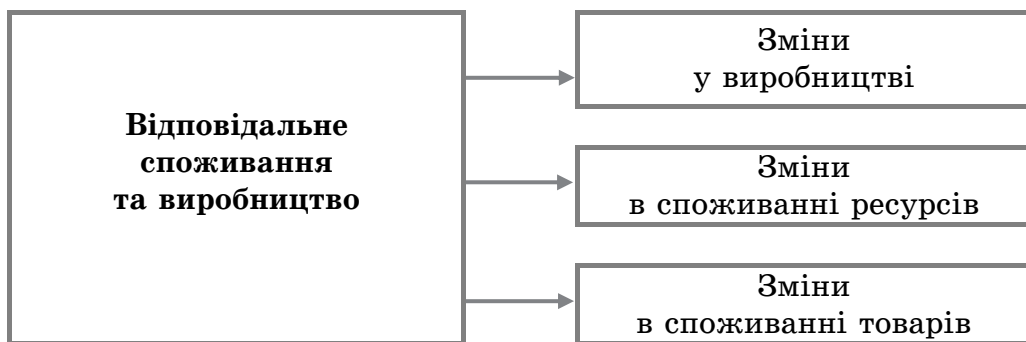 Відповідальне
споживання
та виробництво
Зміни
у виробництві
Зміни
в споживанні ресурсів
Зміни
в споживанні товарів